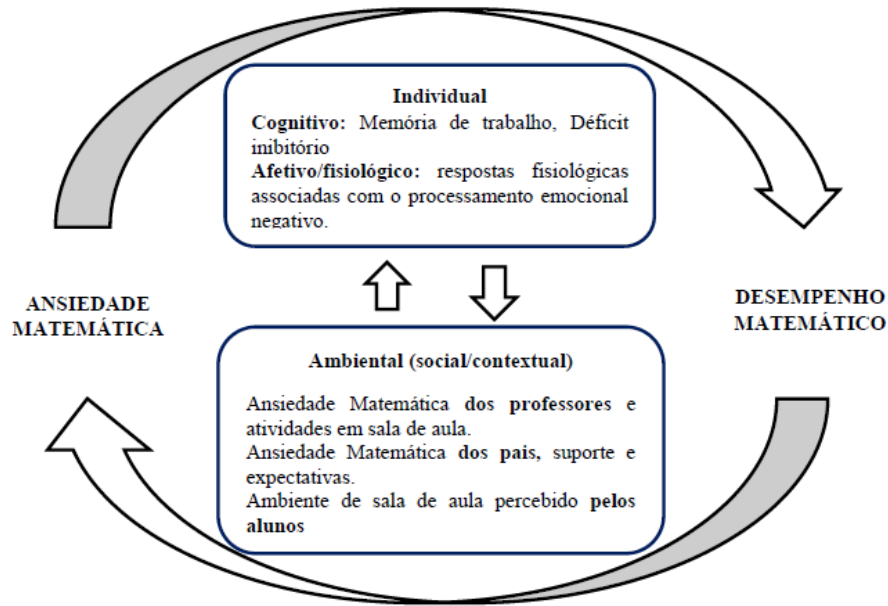 Individual
Cognitivo: Memória de trabalho, Déficit
inibitório
Afetivo/fisiológico: respostas fisiológicas
associadas com o processamento emocional
negativo.
ANSIEDADE
MATEMÁTICA
DESEMPENHO
MATEMÁTICO
Ambiental (social/contextual)
Ansiedade Matemática dos professores e
atividades em sala de aula.
Ansiedade Matemática dos pais, suporte e
expectativas.
Ambiente de sala de aula percebido pelos
alunos